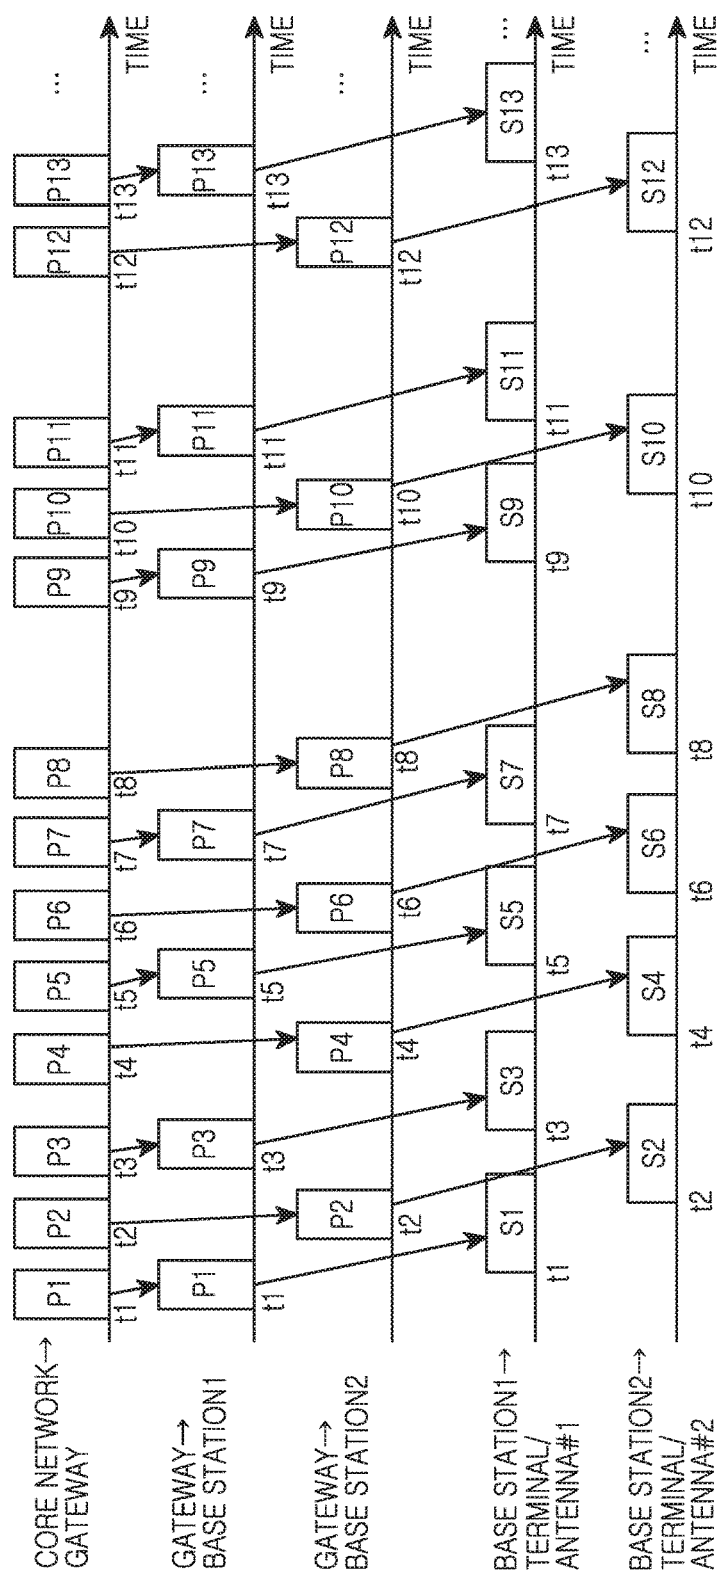 CORE NETWORK→
GATEWAY
P1 P2 P3 P4 P5 P6 P7 P8 P9 P10 P11 P12 P13 ...
t1 t2 t3 t4 t5 t6 t7 t8 t9 t10 t11 t12 t13 TIME
GATEWAY→
BASE STATION1
P1 P3 P5 P7 P9 P11 P13 ...
t1 t3 t5 t7 t9 t11 t13 TIME
GATEWAY→
BASE STATION2
P2 P4 P6 P8 P10 P12 ...
t2 t4 t6 t8 t10 t12 TIME
BASE STATION1→
TERMINAL/
ANTENNA#1
S1 S3 S5 S7 S9 S11 S13 ...
t1 t3 t5 t7 t9 t11 t13 TIME
BASE STATION2→
TERMINAL/
ANTENNA#2
S2 S4 S6 S8 S10 S12 ...
t2 t4 t6 t8 t10 t12 TIME